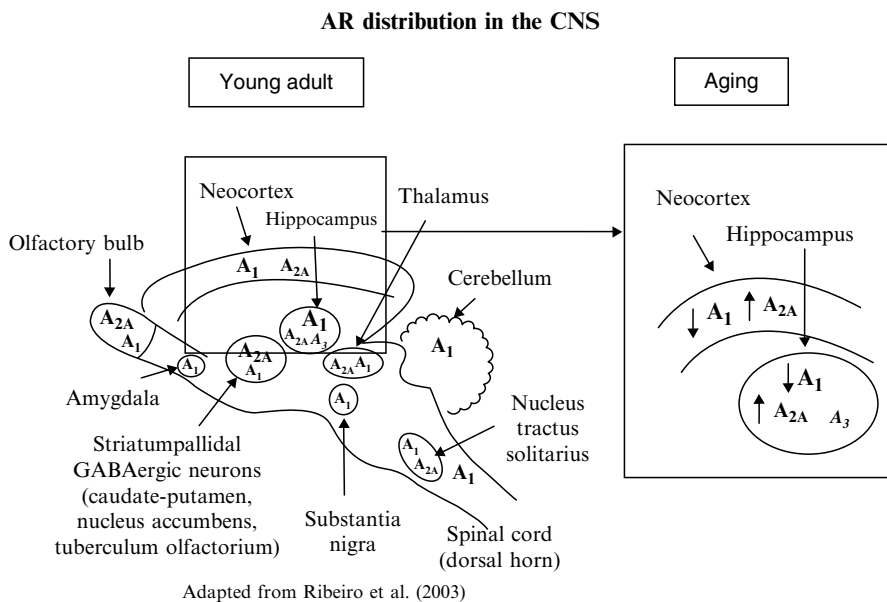 AR distribution in the CNS
Young adult
Aging
Neocortex
Hippocampus
Thalamus
Olfactory bulb
Cerebellum
A1 A2A
A2A
A1
A1
A2A A3
A1
A2A
A1
A1
A2A A1
A1
Amygdala
A1
A2A
A1
Nucleus
tractus
solitarius
Striatumpallidal
GABAergic neurons
(caudate-putamen,
nucleus accumbens,
tuberculum olfactorium)
Substantia
nigra
Spinal cord
(dorsal horn)
Neocortex
Hippocampus
↓ A1 ↑ A2A
↓ A1
↑ A2A A3
Adapted from Ribeiro et al. (2003)